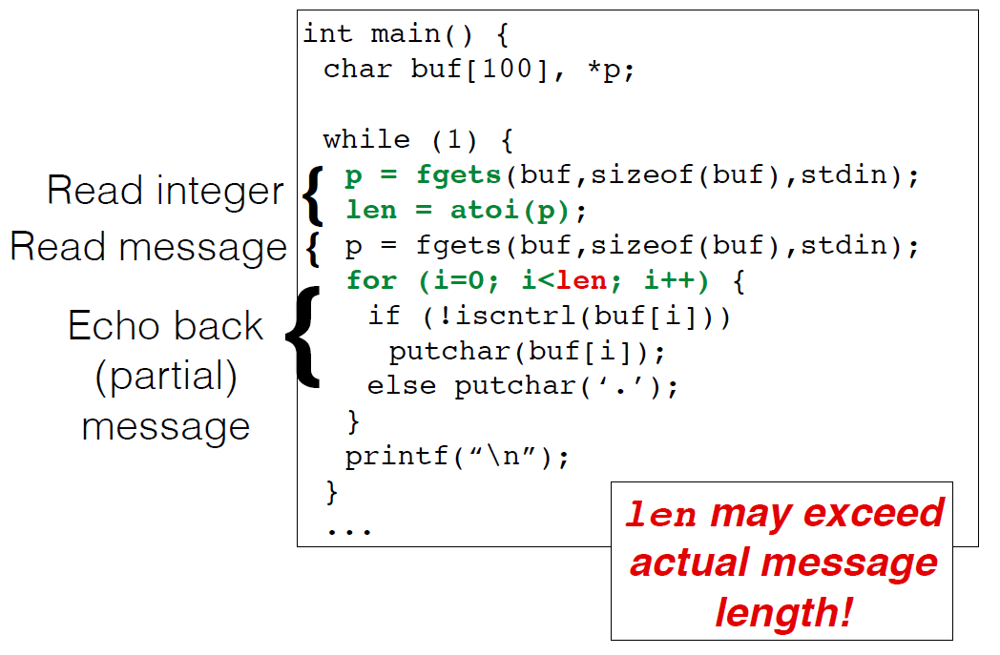 int main() {
char buf[100], *p;
while (1) {
Read integer { p = fgets(buf,sizeof(buf),stdin);
len = atoi(p);
Read message { p = fgets(buf,sizeof(buf),stdin);
for (i=0; i<len; i++) {
Echo back { if (!iscntrl(buf[i]))
(partial) putchar(buf[i]);
message else putchar(‘.’);
}
printf(“\n”);
}
...
len may exceed
actual message
length!